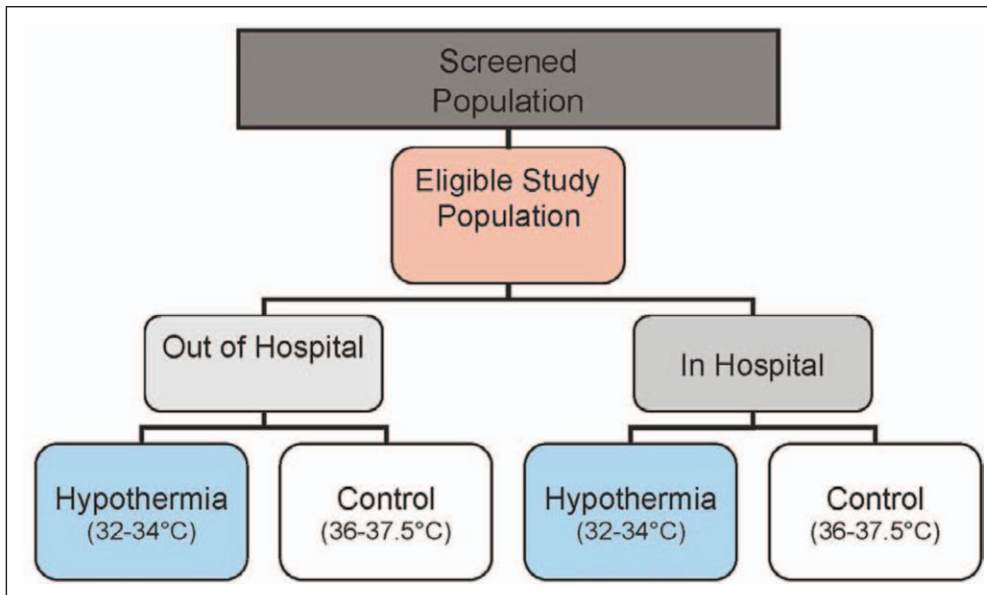 Screened
Population
Eligible Study
Population
Out of Hospital
In Hospital
Hypothermia
(32-34°C)
Control
(36-37.5°C)
Hypothermia
(32-34°C)
Control
(36-37.5°C)